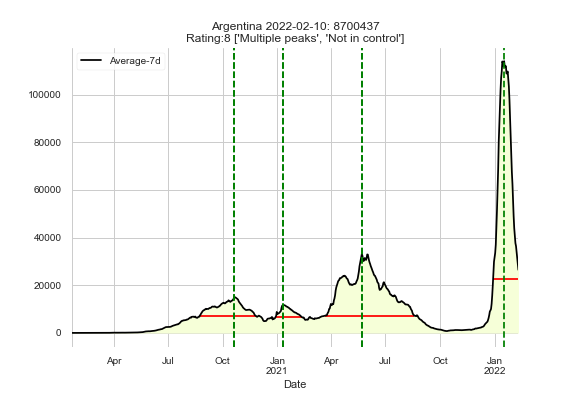 Argentina 2022-02-10: 8700437
Rating:8 ['Multiple peaks', 'Not in control']
Average-7d
100000
80000
60000
40000
20000
0
Apr Jul Oct Jan Apr Jul Oct Jan
2021 2022
Date